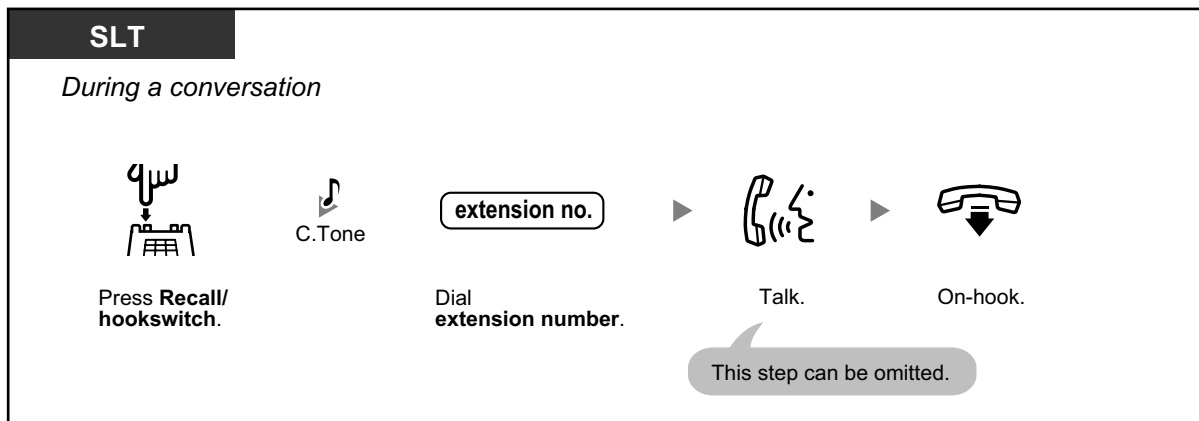 SLT
During a conversation
C.Tone
extension no.
Press Recall/
hookswitch.
Dial
extension number.
Talk.
On-hook.
This step can be omitted.